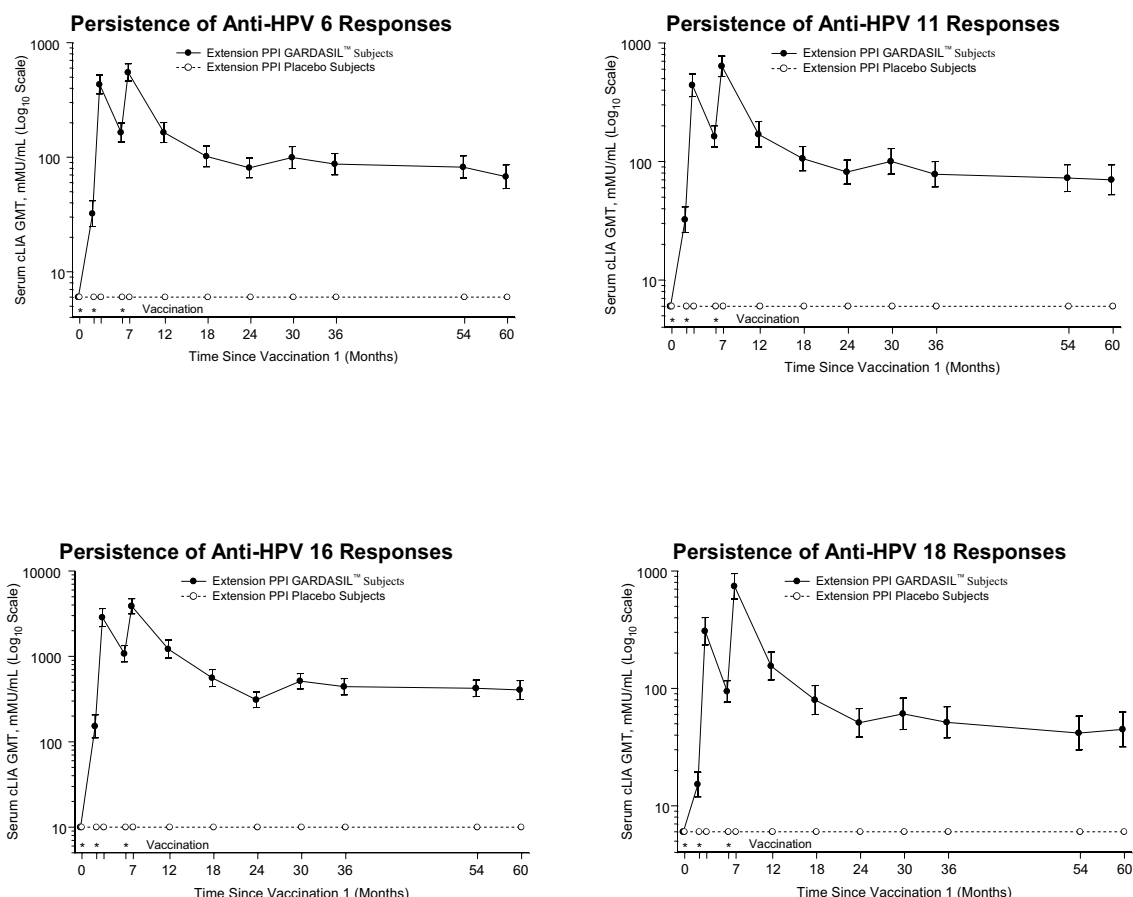 Persistence of Anti-HPV 6 Responses
1000
100
10
Serum cLIA GMT, mMU/mL (Log10 Scale)
Extension PPI GARDASIL™ Subjects
Extension PPI Placebo Subjects
* * * Vaccination
0 7 12 18 24 30 36 54 60
Time Since Vaccination 1 (Months)
Persistence of Anti-HPV 11 Responses
1000
100
10
Serum cLIA GMT, mMU/mL (Log10 Scale)
Extension PPI GARDASIL™ Subjects
Extension PPI Placebo Subjects
* * * Vaccination
0 7 12 18 24 30 36 54 60
Time Since Vaccination 1 (Months)
Persistence of Anti-HPV 16 Responses
10000
1000
100
10
Serum cLIA GMT, mMU/mL (Log10 Scale)
Extension PPI GARDASIL™ Subjects
Extension PPI Placebo Subjects
* * * Vaccination
0 7 12 18 24 30 36 54 60
Time Since Vaccination 1 (Months)
Persistence of Anti-HPV 18 Responses
1000
100
10
Serum cLIA GMT, mMU/mL (Log10 Scale)
Extension PPI GARDASIL™ Subjects
Extension PPI Placebo Subjects
* * * Vaccination
0 7 12 18 24 30 36 54 60
Time Since Vaccination 1 (Months)